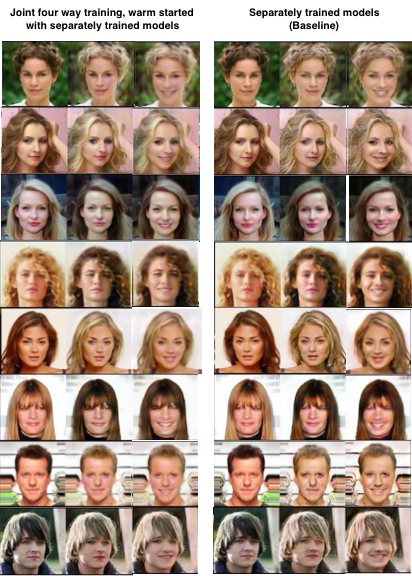 Joint four way training, warm started
with separately trained models
Separately trained models
(Baseline)